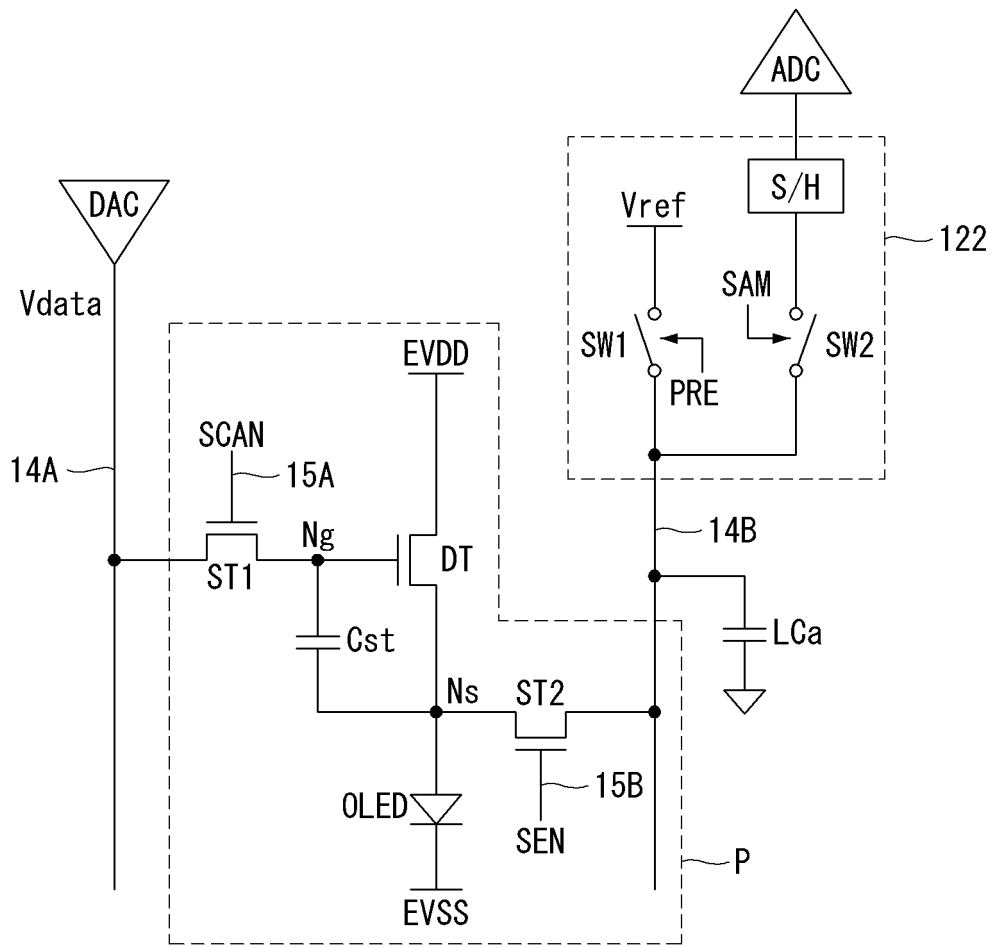 ADC
S/H
DAC
Vref
122
Vdata
SAM
SW1
SW2
EVDD
PRE
SCAN
14A
15A
14B
Ng
DT
ST1
Cst
LCa
Ns
ST2
OLED
15B
SEN
P
EVSS